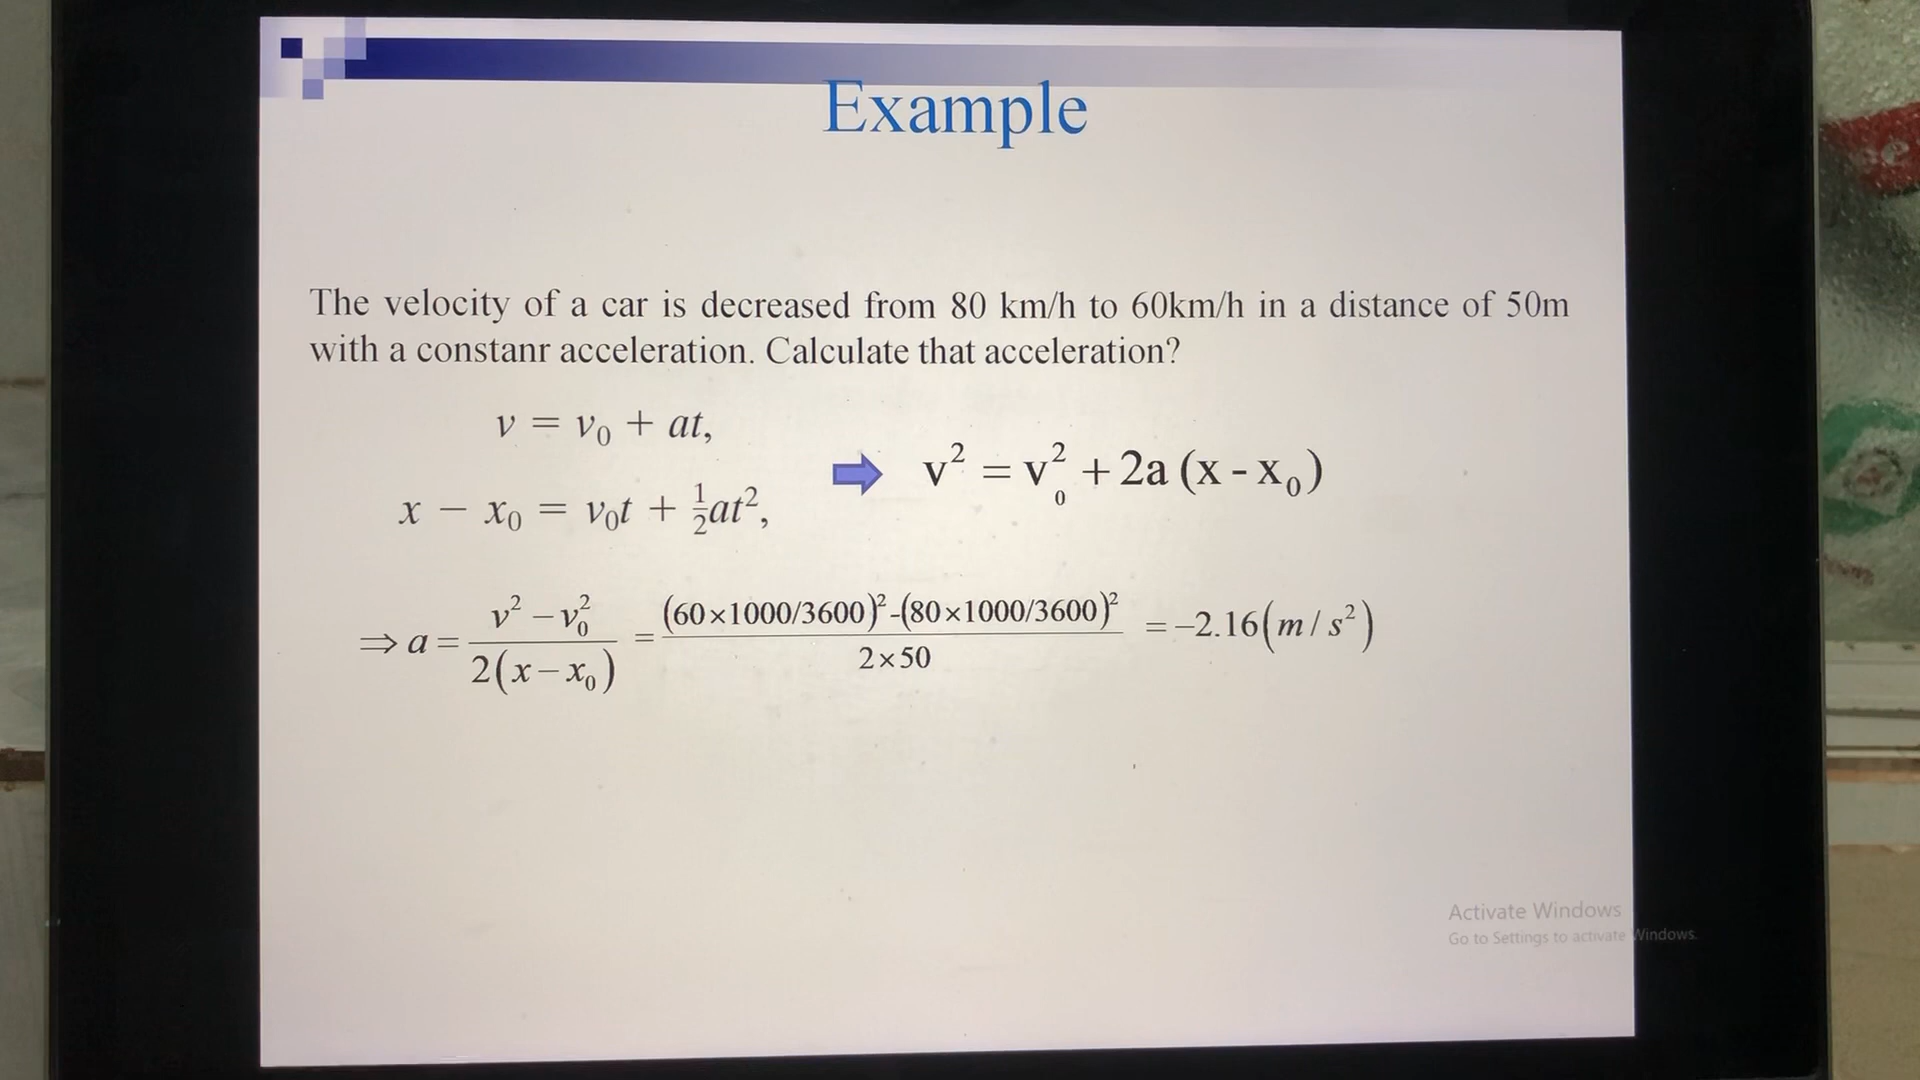 Example
The velocity of a car is decreased from 80 km/h to 60km/h in a distance of 50m
with a constanr acceleration. Calculate that acceleration?
v = v₀ + at,
x − x₀ = v₀t + ½at²,
⇒ v² = v₀² + 2a (x - x₀)
⇒ a = (v² − v₀²) / (2(x − x₀)) = ((60×1000/3600)² - (80×1000/3600)²) / (2×50) = −2.16(m / s²)
Activate Windows
Go to Settings to activate Windows.